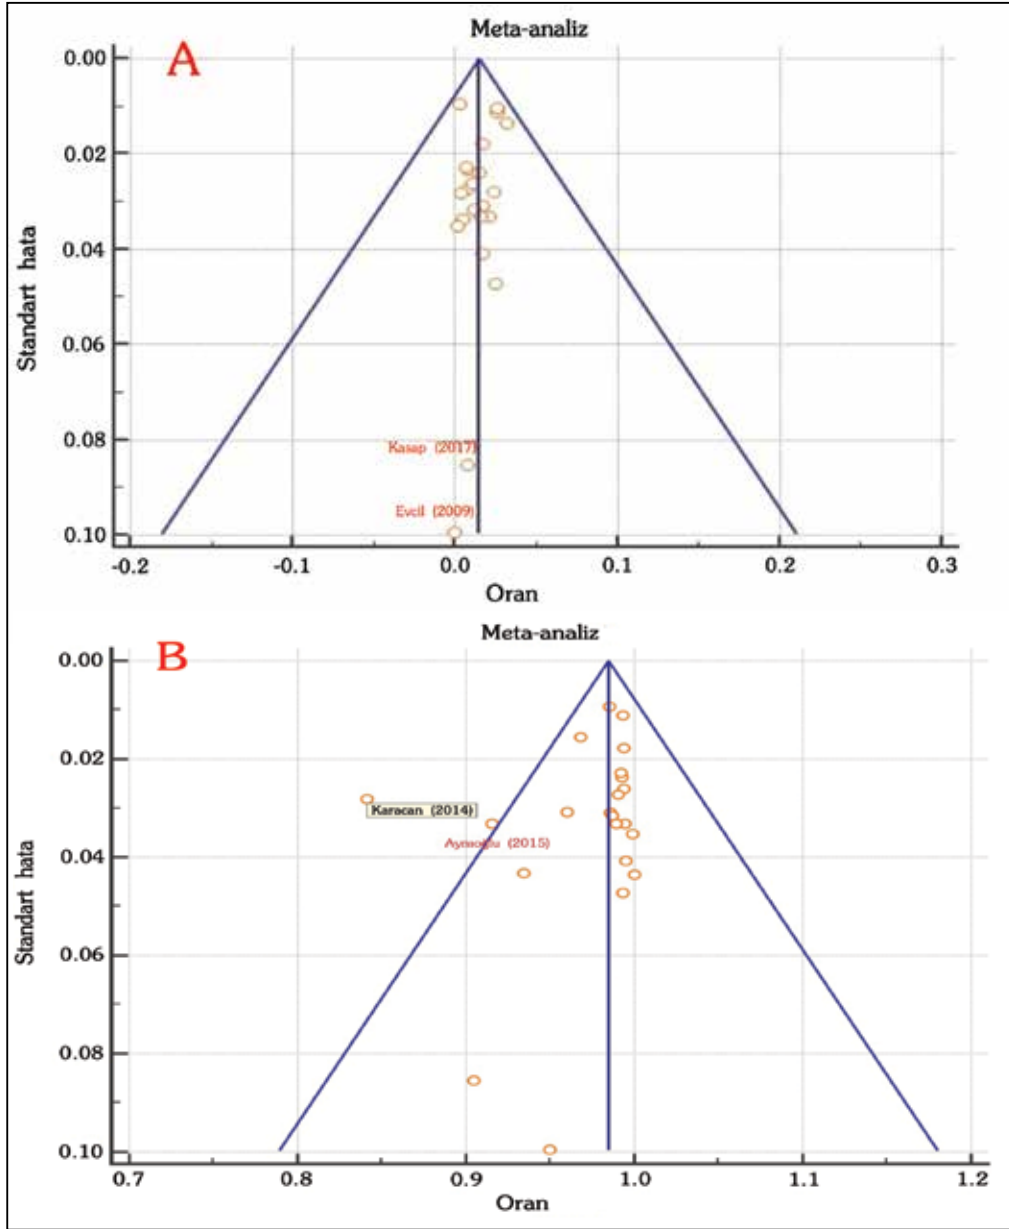 Meta-analiz
A
0.00
0.02
0.04
0.06
0.08
0.10
Standart hata
Kasap (2017)
Evcil (2009)
-0.2 -0.1 0.0 0.1 0.2 0.3
Oran
Meta-analiz
B
0.00
0.02
0.04
0.06
0.08
0.10
Standart hata
Karacan (2014)
(2015)
0.7 0.8 0.9 1.0 1.1 1.2
Oran